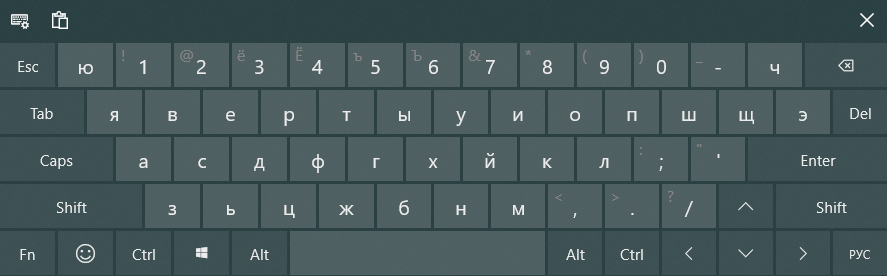 Esc ю ! 1 @ 2 ё 3 Ё 4 ъ 5 Ъ 6 & 7 * 8 ( 9 ) 0 _ - ч
Tab я в е р т ы у и о п ш щ э Del
Caps а с д ф г х й к л : ; " ' Enter
Shift з ь ц ж б н м < , > . ? / Shift
Fn Ctrl Alt Alt Ctrl РУС